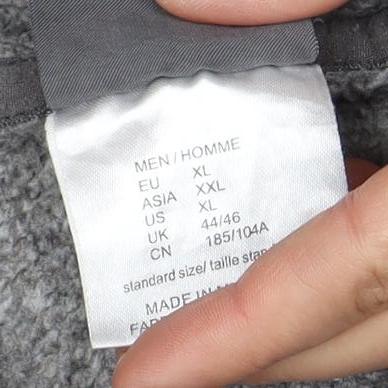 MEN / HOMME
EU XL
ASIA XXL
US XL
UK 44/46
CN 185/104A
standard size/ taille
MADE IN